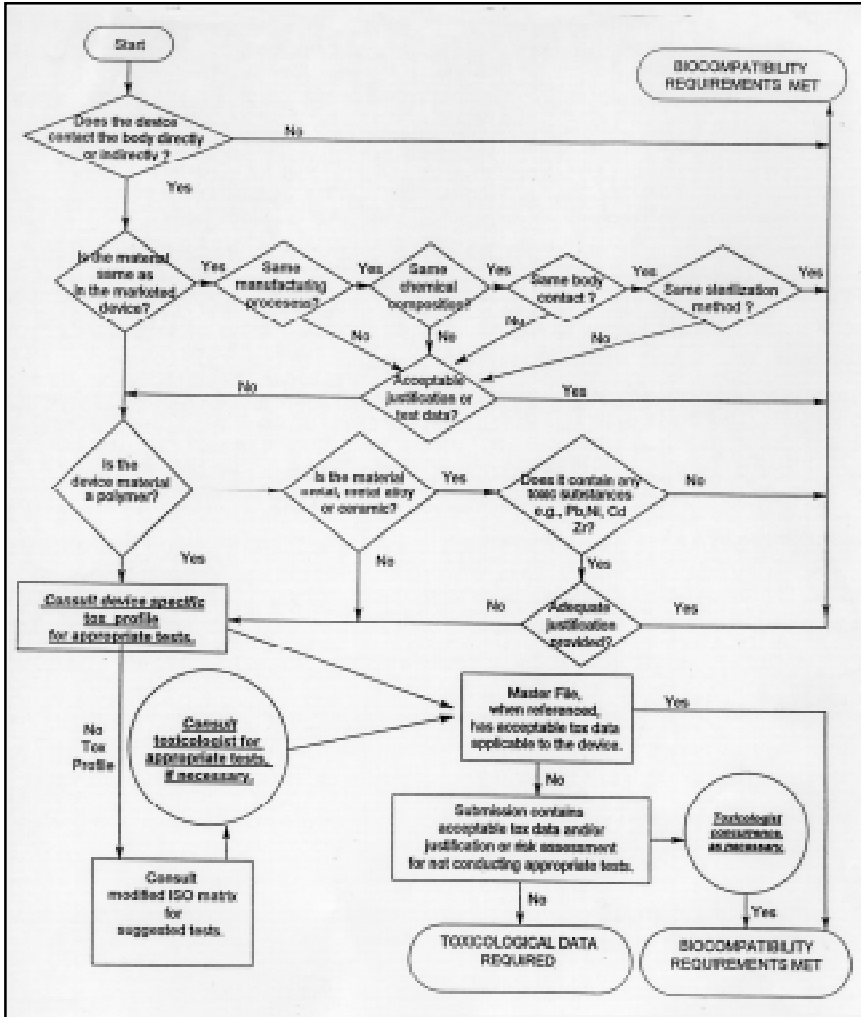 Start
BIOCOMPATIBILITY
REQUIREMENTS MET
Does the device
contact the body directly
or indirectly ?
No
Yes
Is the material
same as
in the marketed
device?
Yes
Same
manufacturing
processess?
Yes
Same
chemical
composition?
Yes
Same body
contact ?
Yes
Same sterilization
method ?
Yes
No
No
No
No
Acceptable
justification or
test data?
No
Yes
Is the
device material
a polymer?
Is the material
metal, metal alloy
or ceramic?
Yes
Does it contain any
toxic substances
e.g., Pb,Ni, Cd
Zr?
No
Yes
No
Yes
Consult device specific
tox profile
for appropriate tests.
No
Adequate
justification
provided?
Yes
Master File,
when referenced,
has acceptable tox data
applicable to the device.
Yes
No
Tox
Profile
Consult
toxicologist for
appropriate tests,
if necessary.
No
Submission contains
acceptable tox data and/or
justification or risk assessment
for not conducting appropriate tests.
Toxicologist
concurrence,
as necessary.
Consult
modified ISO matrix
for
suggested tests.
No
Yes
TOXICOLOGICAL DATA
REQUIRED
BIOCOMPATIBILITY
REQUIREMENTS MET